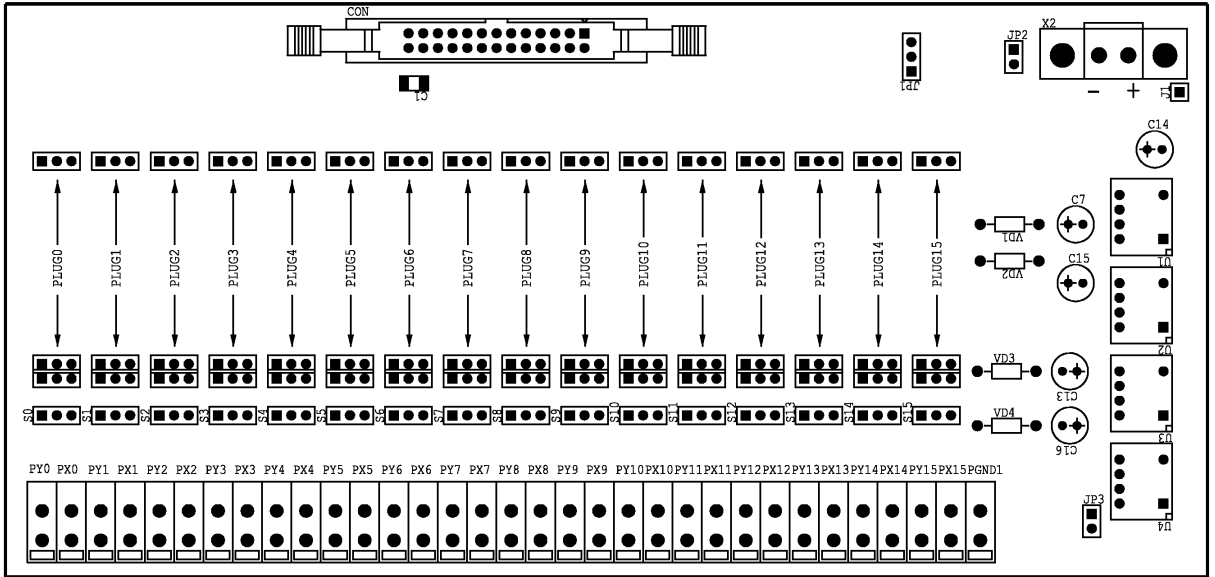 CON
X2
JP2
JP1
J1
- +
C1
C14
C7
VD1
C15
VD2
U1
PLUG0 PLUG1 PLUG2 PLUG3 PLUG4 PLUG5 PLUG6 PLUG7 PLUG8 PLUG9 PLUG10 PLUG11 PLUG12 PLUG13 PLUG14 PLUG15
U2
VD3
C13
S0 S1 S2 S3 S4 S5 S6 S7 S8 S9 S10 S11 S12 S13 S14 S15
VD4
C16
U3
PY0 PX0 PY1 PX1 PY2 PX2 PY3 PX3 PY4 PX4 PY5 PX5 PY6 PX6 PY7 PX7 PY8 PX8 PY9 PX9 PY10 PX10 PY11 PX11 PY12 PX12 PY13 PX13 PY14 PX14 PY15 PX15 PGND1
JP3
U4